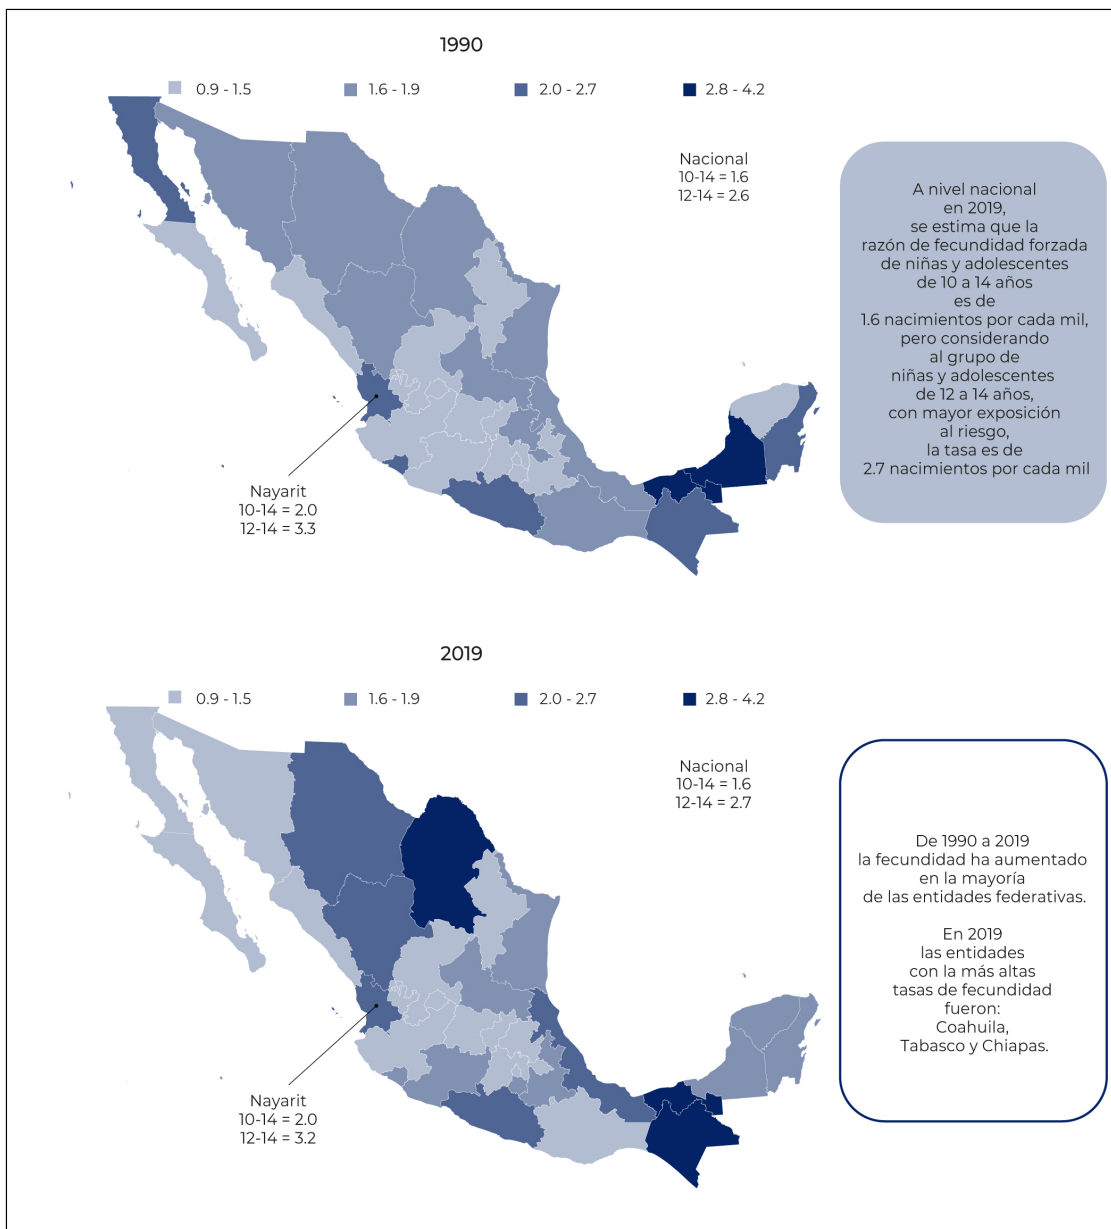 1990
0.9 - 1.5
1.6 - 1.9
2.0 - 2.7
2.8 - 4.2
Nacional
10-14 = 1.6
12-14 = 2.6
Nayarit
10-14 = 2.0
12-14 = 3.3
A nivel nacional
en 2019,
se estima que la
razón de fecundidad forzada
de niñas y adolescentes
de 10 a 14 años
es de
1.6 nacimientos por cada mil,
pero considerando
al grupo de
niñas y adolescentes
de 12 a 14 años,
con mayor exposición
al riesgo,
la tasa es de
2.7 nacimientos por cada mil
2019
0.9 - 1.5
1.6 - 1.9
2.0 - 2.7
2.8 - 4.2
Nacional
10-14 = 1.6
12-14 = 2.7
Nayarit
10-14 = 2.0
12-14 = 3.2
De 1990 a 2019
la fecundidad ha aumentado
en la mayoría
de las entidades federativas.
En 2019
las entidades
con la más altas
tasas de fecundidad
fueron:
Coahuila,
Tabasco y Chiapas.